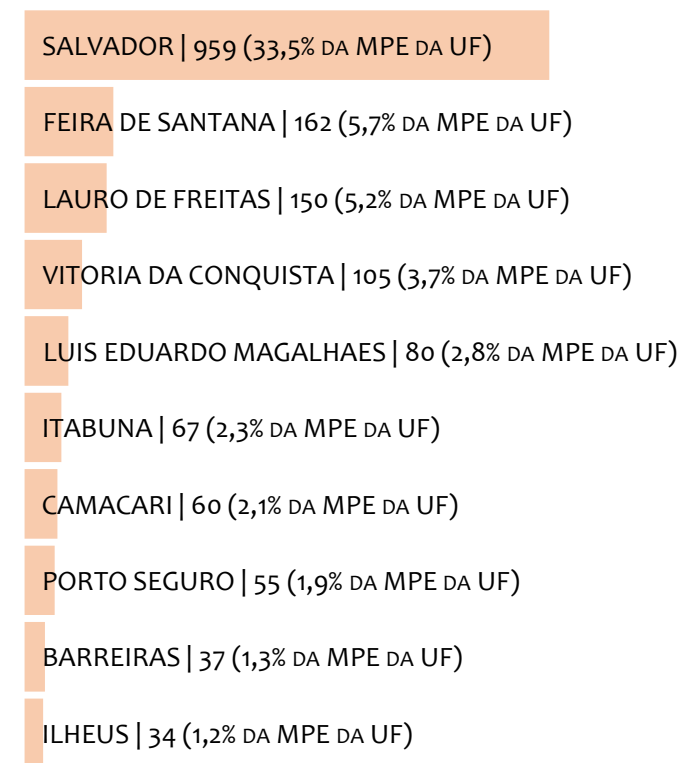 SALVADOR | 959 (33,5% DA MPE DA UF)
FEIRA DE SANTANA | 162 (5,7% DA MPE DA UF)
LAURO DE FREITAS | 150 (5,2% DA MPE DA UF)
VITORIA DA CONQUISTA | 105 (3,7% DA MPE DA UF)
LUIS EDUARDO MAGALHAES | 80 (2,8% DA MPE DA UF)
ITABUNA | 67 (2,3% DA MPE DA UF)
CAMACARI | 60 (2,1% DA MPE DA UF)
PORTO SEGURO | 55 (1,9% DA MPE DA UF)
BARREIRAS | 37 (1,3% DA MPE DA UF)
ILHEUS | 34 (1,2% DA MPE DA UF)